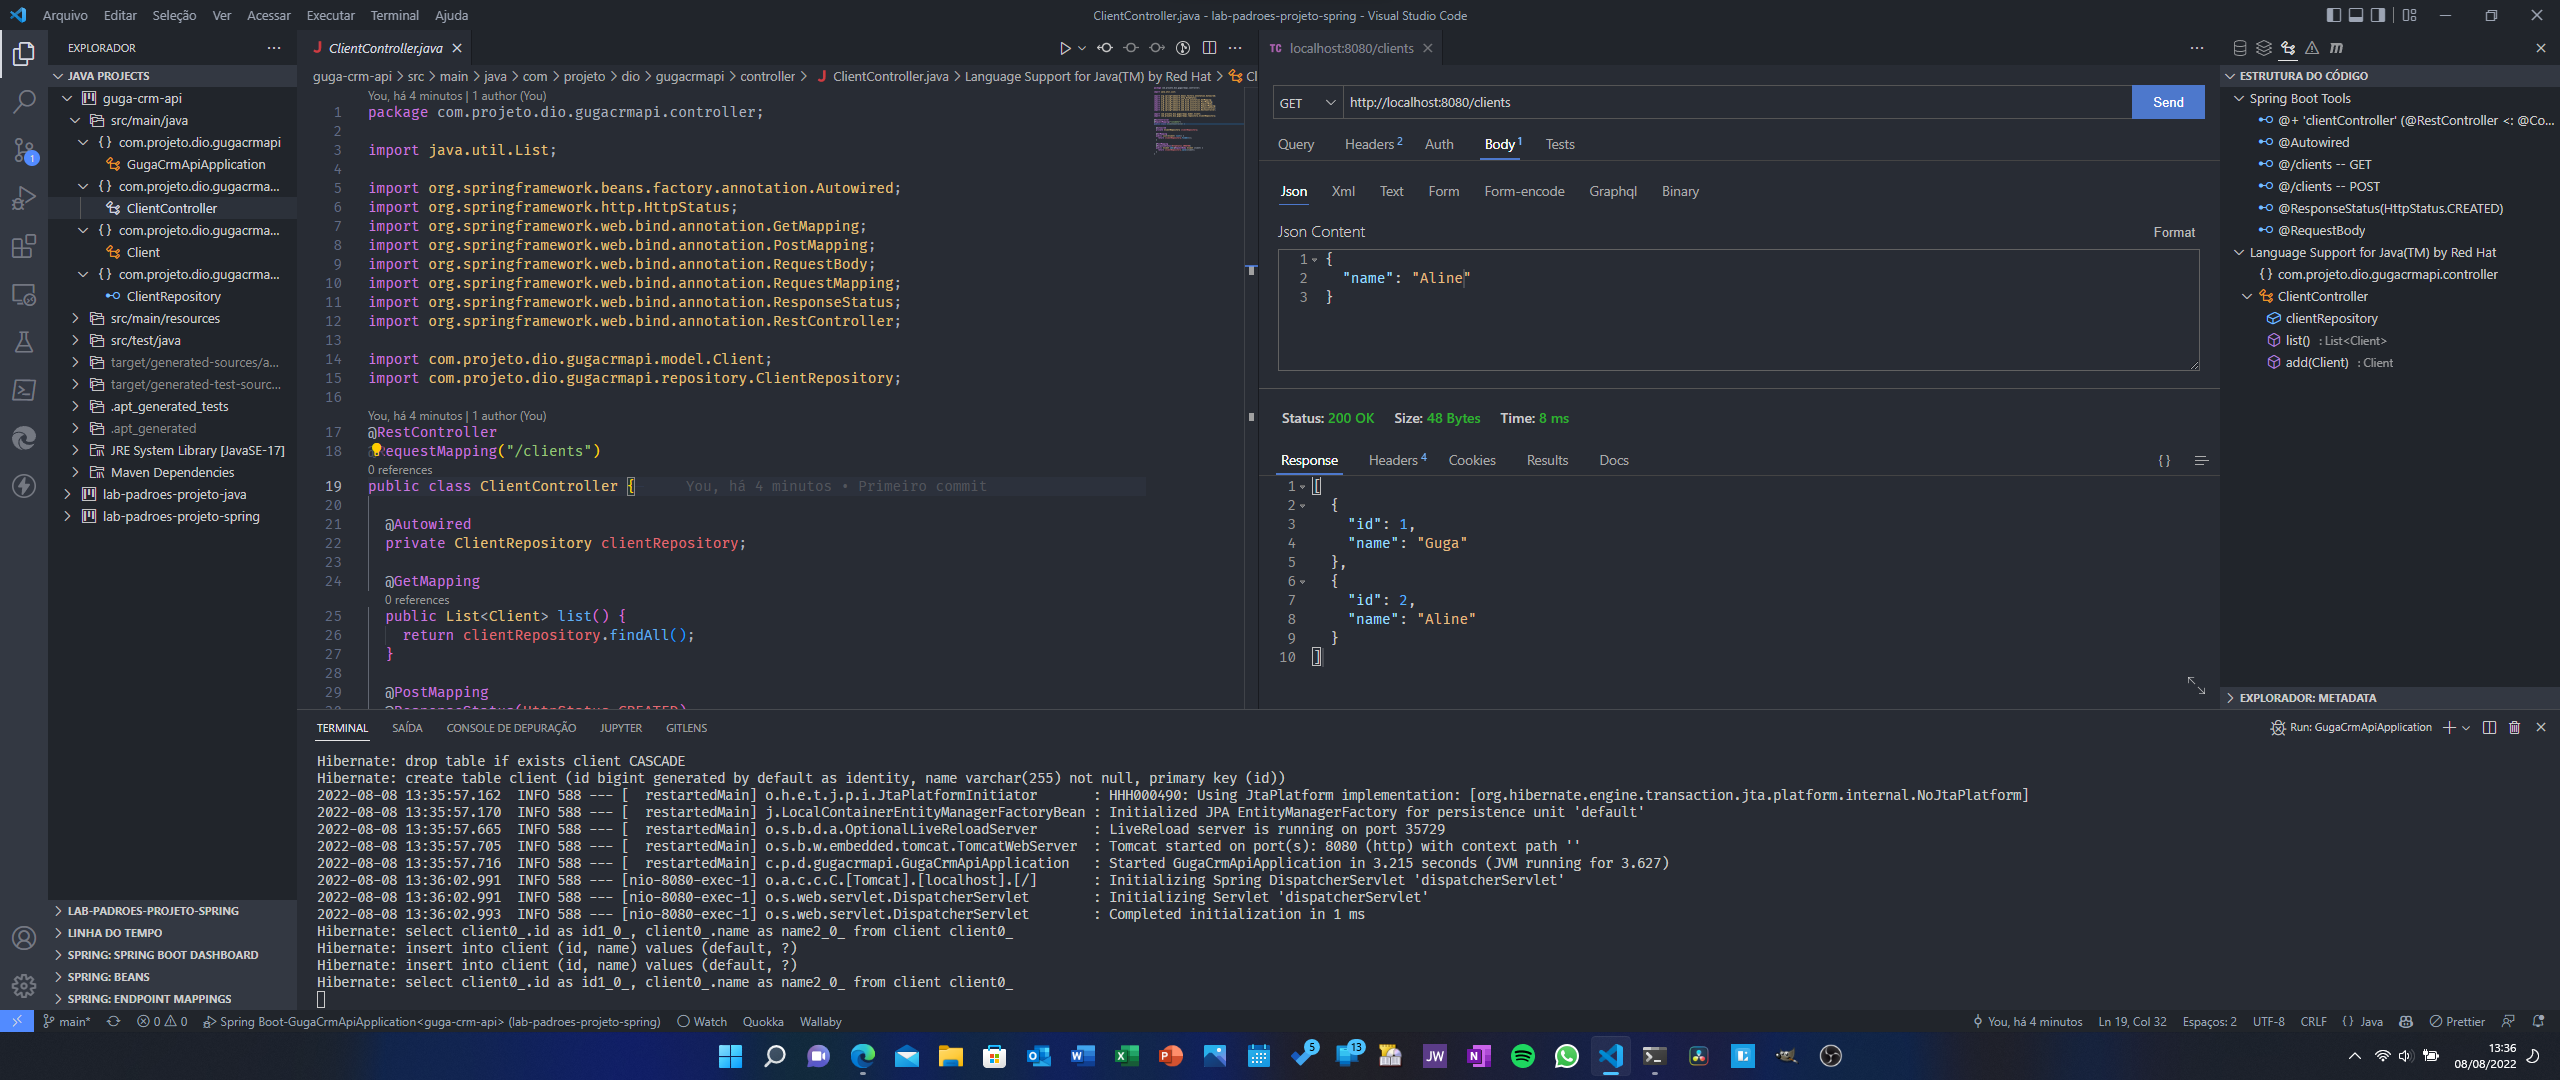 Arquivo Editar Seleção Ver Acessar Executar Terminal Ajuda
ClientController.java - lab-padroes-projeto-spring - Visual Studio Code
EXPLORADOR
JAVA PROJECTS
guga-crm-api
src/main/java
{} com.projeto.dio.gugacrmapi
GugaCrmApiApplication
{} com.projeto.dio.gugacrma...
ClientController
{} com.projeto.dio.gugacrma...
Client
{} com.projeto.dio.gugacrma...
ClientRepository
src/main/resources
src/test/java
target/generated-sources/a...
target/generated-test-sourc...
.apt_generated_tests
.apt_generated
JRE System Library [JavaSE-17]
Maven Dependencies
lab-padroes-projeto-java
lab-padroes-projeto-spring
LAB-PADROES-PROJETO-SPRING
LINHA DO TEMPO
SPRING: SPRING BOOT DASHBOARD
SPRING: BEANS
SPRING: ENDPOINT MAPPINGS
J ClientController.java
guga-crm-api > src > main > java > com > projeto > dio > gugacrmapi > controller > J ClientController.java > Language Support for Java(TM) by Red Hat > Cl
You, há 4 minutos | 1 author (You)
1 package com.projeto.dio.gugacrmapi.controller;
2
3 import java.util.List;
4
5 import org.springframework.beans.factory.annotation.Autowired;
6 import org.springframework.http.HttpStatus;
7 import org.springframework.web.bind.annotation.GetMapping;
8 import org.springframework.web.bind.annotation.PostMapping;
9 import org.springframework.web.bind.annotation.RequestBody;
10 import org.springframework.web.bind.annotation.RequestMapping;
11 import org.springframework.web.bind.annotation.ResponseStatus;
12 import org.springframework.web.bind.annotation.RestController;
13
14 import com.projeto.dio.gugacrmapi.model.Client;
15 import com.projeto.dio.gugacrmapi.repository.ClientRepository;
16
You, há 4 minutos | 1 author (You)
17 @RestController
18 equestMapping("/clients")
0 references
19 public class ClientController { You, há 4 minutos • Primeiro commit
20
21 @Autowired
22 private ClientRepository clientRepository;
23
24 @GetMapping
0 references
25 public List<Client> list() {
26 return clientRepository.findAll();
27 }
28
29 @PostMapping
30 @ResponseStatus(HttpStatus.CREATED)
TC localhost:8080/clients
GET http://localhost:8080/clients Send
Query Headers 2 Auth Body 1 Tests
Json Xml Text Form Form-encode Graphql Binary
Json Content Format
1 {
2 "name": "Aline"
3 }
Status: 200 OK Size: 48 Bytes Time: 8 ms
Response Headers 4 Cookies Results Docs {}
1 [
2 {
3 "id": 1,
4 "name": "Guga"
5 },
6 {
7 "id": 2,
8 "name": "Aline"
9 }
10 ]
m
ESTRUTURA DO CÓDIGO
Spring Boot Tools
@+ 'clientController' (@RestController <: @Co...
@Autowired
@/clients -- GET
@/clients -- POST
@ResponseStatus(HttpStatus.CREATED)
@RequestBody
Language Support for Java(TM) by Red Hat
{} com.projeto.dio.gugacrmapi.controller
ClientController
clientRepository
list() : List<Client>
add(Client) : Client
EXPLORADOR: METADATA
TERMINAL SAÍDA CONSOLE DE DEPURAÇÃO JUPYTER GITLENS
Run: GugaCrmApiApplication
Hibernate: drop table if exists client CASCADE
Hibernate: create table client (id bigint generated by default as identity, name varchar(255) not null, primary key (id))
2022-08-08 13:35:57.162 INFO 588 --- [ restartedMain] o.h.e.t.j.p.i.JtaPlatformInitiator : HHH000490: Using JtaPlatform implementation: [org.hibernate.engine.transaction.jta.platform.internal.NoJtaPlatform]
2022-08-08 13:35:57.170 INFO 588 --- [ restartedMain] j.LocalContainerEntityManagerFactoryBean : Initialized JPA EntityManagerFactory for persistence unit 'default'
2022-08-08 13:35:57.665 INFO 588 --- [ restartedMain] o.s.b.d.a.OptionalLiveReloadServer : LiveReload server is running on port 35729
2022-08-08 13:35:57.705 INFO 588 --- [ restartedMain] o.s.b.w.embedded.tomcat.TomcatWebServer : Tomcat started on port(s): 8080 (http) with context path ''
2022-08-08 13:35:57.716 INFO 588 --- [ restartedMain] c.p.d.gugacrmapi.GugaCrmApiApplication : Started GugaCrmApiApplication in 3.215 seconds (JVM running for 3.627)
2022-08-08 13:36:02.991 INFO 588 --- [nio-8080-exec-1] o.a.c.c.C.[Tomcat].[localhost].[/] : Initializing Spring DispatcherServlet 'dispatcherServlet'
2022-08-08 13:36:02.991 INFO 588 --- [nio-8080-exec-1] o.s.web.servlet.DispatcherServlet : Initializing Servlet 'dispatcherServlet'
2022-08-08 13:36:02.993 INFO 588 --- [nio-8080-exec-1] o.s.web.servlet.DispatcherServlet : Completed initialization in 1 ms
Hibernate: select client0_.id as id1_0_, client0_.name as name2_0_ from client client0_
Hibernate: insert into client (id, name) values (default, ?)
Hibernate: insert into client (id, name) values (default, ?)
Hibernate: select client0_.id as id1_0_, client0_.name as name2_0_ from client client0_
main* 0 0 Spring Boot-GugaCrmApiApplication<guga-crm-api> (lab-padroes-projeto-spring) Watch Quokka Wallaby
You, há 4 minutos Ln 19, Col 32 Espaços: 2 UTF-8 CRLF {} Java Prettier
5 13 JW
13:36
08/08/2022